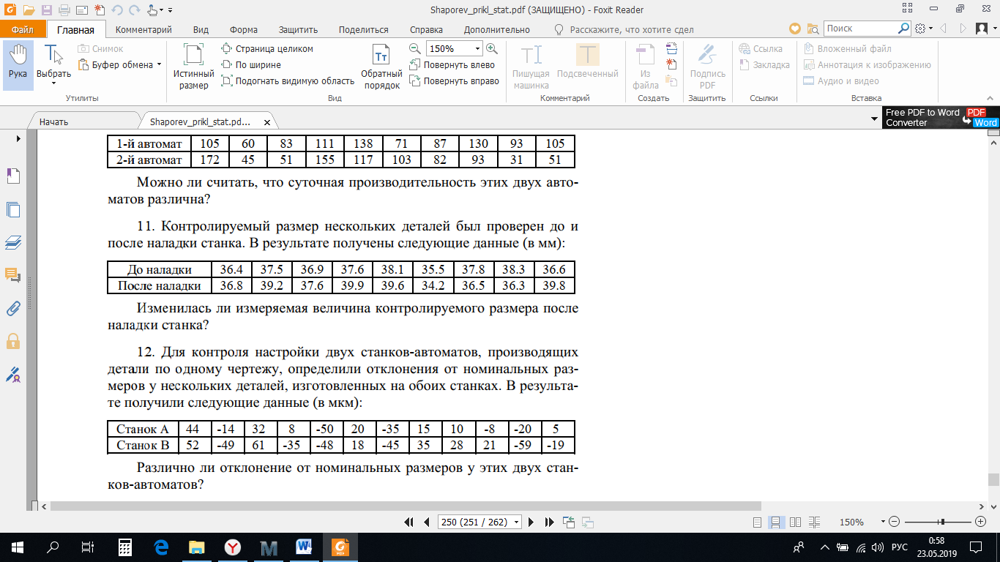 Shaporev_prikl_stat.pdf (ЗАЩИЩЕНО) - Foxit Reader
Файл Главная Комментарий Вид Форма Защитить Поделиться Справка Дополнительно Расскажите, что хотите сдел Поиск
Рука
Выбрать
Снимок
Буфер обмена
Утилиты
Истинный размер
Страница целиком
По ширине
Подогнать видимую область
Обратный порядок
150%
Повернуть влево
Повернуть вправо
Вид
Пишущая машинка
Подсвеченный
Комментарий
Из файла
Создать
Подпись PDF
Защитить
Ссылка
Закладка
Ссылки
Вложенный файл
Аннотация к изображению
Аудио и видео
Вставка
Начать Shaporev_prikl_stat.pd...
Free PDF to Word Converter PDF Word
1-й автомат 105 60 83 111 138 71 87 130 93 105
2-й автомат 172 45 51 155 117 103 82 93 31 51
Можно ли считать, что суточная производительность этих двух авто-
матов различна?
11. Контролируемый размер нескольких деталей был проверен до и
после наладки станка. В результате получены следующие данные (в мм):
До наладки 36.4 37.5 36.9 37.6 38.1 35.5 37.8 38.3 36.6
После наладки 36.8 39.2 37.6 39.9 39.6 34.2 36.5 36.3 39.8
Изменилась ли измеряемая величина контролируемого размера после
наладки станка?
12. Для контроля настройки двух станков-автоматов, производящих
детали по одному чертежу, определили отклонения от номинальных раз-
меров у нескольких деталей, изготовленных на обоих станках. В результа-
те получили следующие данные (в мкм):
Станок А 44 -14 32 8 -50 20 -35 15 10 -8 -20 5
Станок В 52 -49 61 -35 -48 18 -45 35 28 21 -59 -19
Различно ли отклонение от номинальных размеров у этих двух стан-
ков-автоматов?
250 (251 / 262) 150%
РУС 0:58
23.05.2019